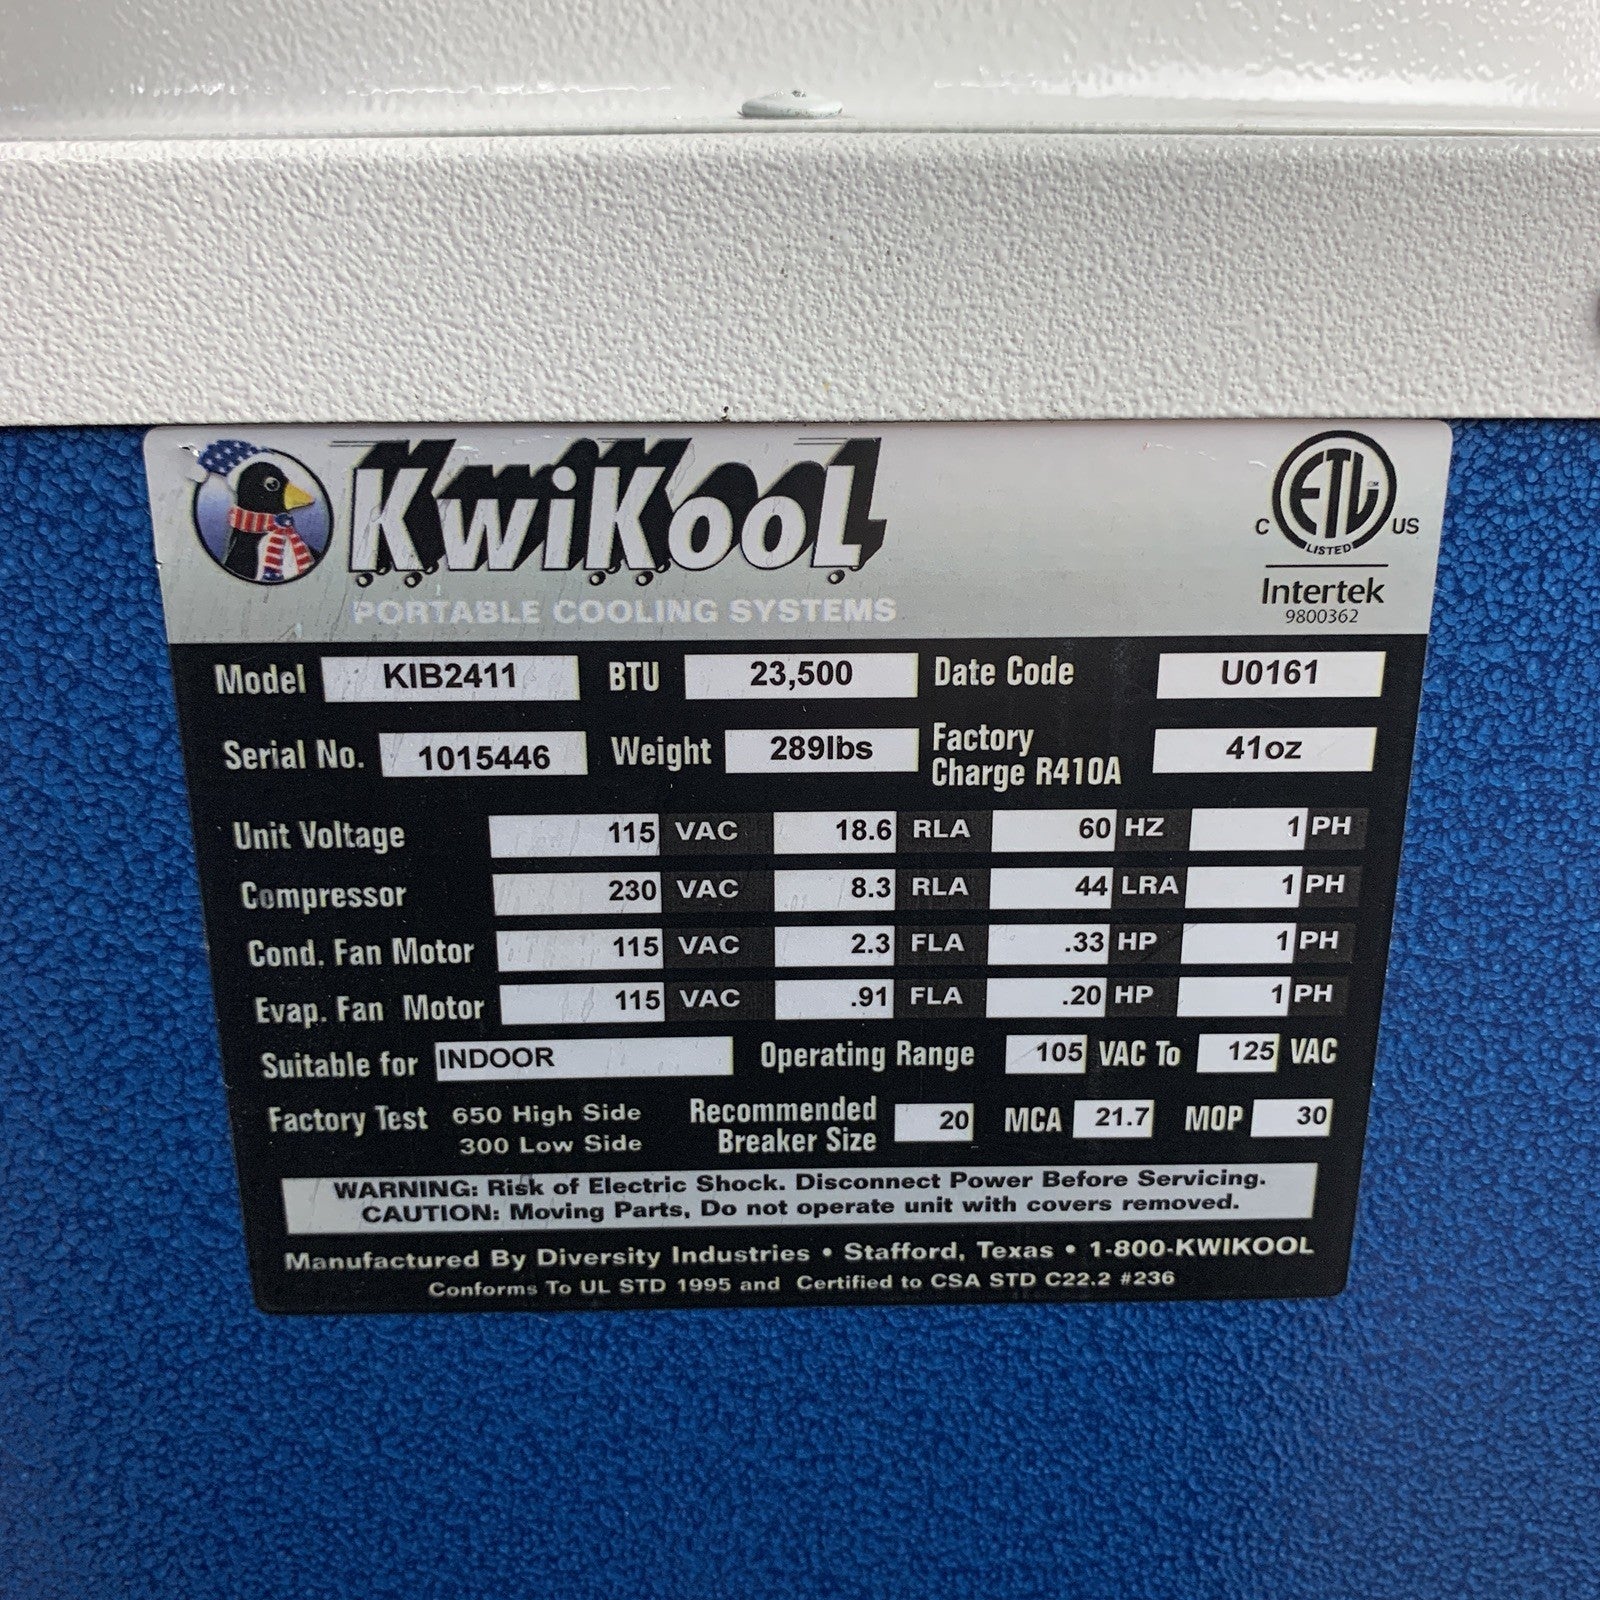 KwiKooL
PORTABLE COOLING SYSTEMS
C ETL CM US
LISTED
Intertek
9800362
Model KIB2411 BTU 23,500 Date Code U0161
Serial No. 1015446 Weight 289lbs Factory Charge R410A 41oz
Unit Voltage 115 VAC 18.6 RLA 60 HZ 1 PH
Compressor 230 VAC 8.3 RLA 44 LRA 1 PH
Cond. Fan Motor 115 VAC 2.3 FLA .33 HP 1 PH
Evap. Fan Motor 115 VAC .91 FLA .20 HP 1 PH
Suitable for INDOOR Operating Range 105 VAC To 125 VAC
Factory Test 650 High Side 300 Low Side Recommended Breaker Size 20 MCA 21.7 MOP 30
WARNING: Risk of Electric Shock. Disconnect Power Before Servicing.
CAUTION: Moving Parts, Do not operate unit with covers removed.
Manufactured By Diversity Industries • Stafford, Texas • 1-800-KWIKOOL
Conforms To UL STD 1995 and Certified to CSA STD C22.2 #236